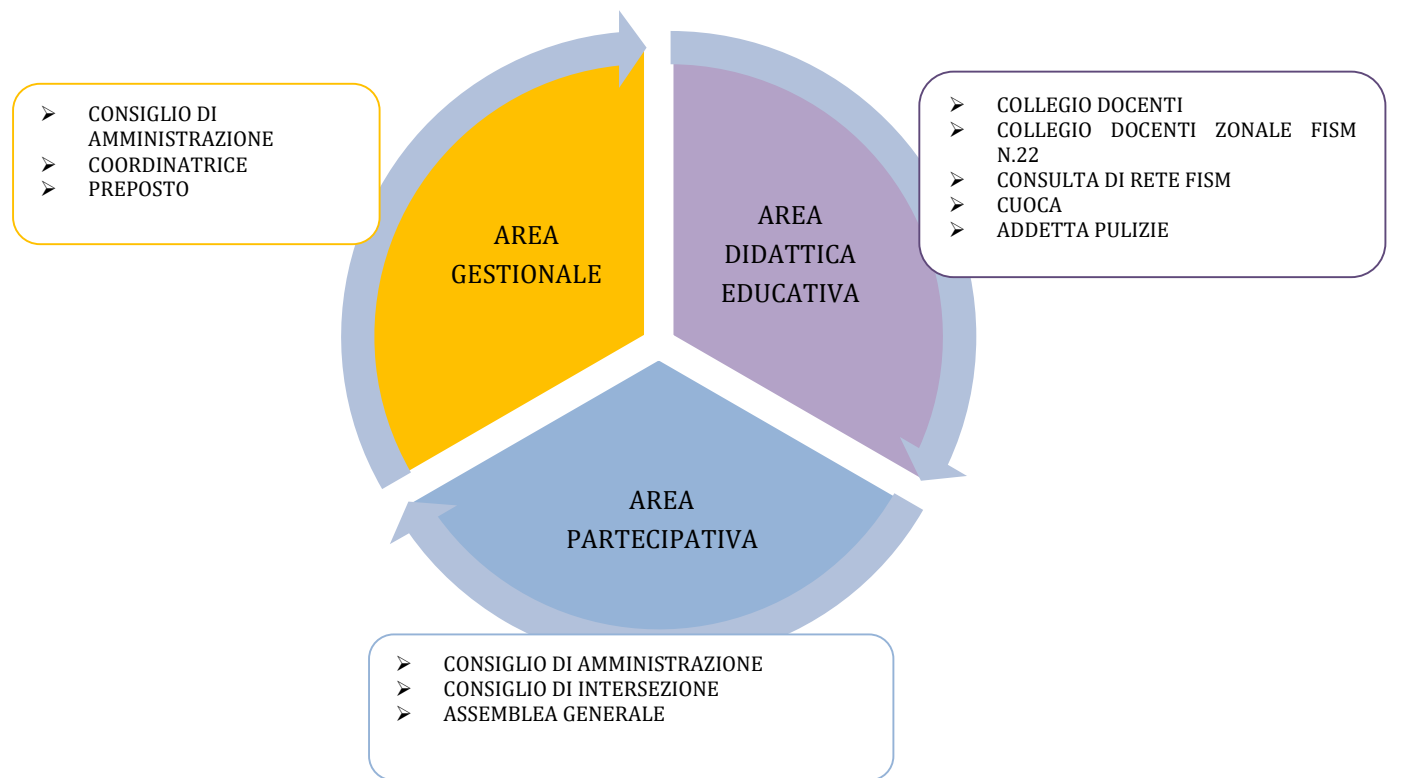 ➢ CONSIGLIO DI
AMMINISTRAZIONE
➢ COORDINATRICE
➢ PREPOSTO
AREA
GESTIONALE
AREA
DIDATTICA
EDUCATIVA
➢ COLLEGIO DOCENTI
➢ COLLEGIO DOCENTI ZONALE FISM
N.22
➢ CONSULTA DI RETE FISM
➢ CUOCA
➢ ADDETTA PULIZIE
AREA
PARTECIPATIVA
➢ CONSIGLIO DI AMMINISTRAZIONE
➢ CONSIGLIO DI INTERSEZIONE
➢ ASSEMBLEA GENERALE